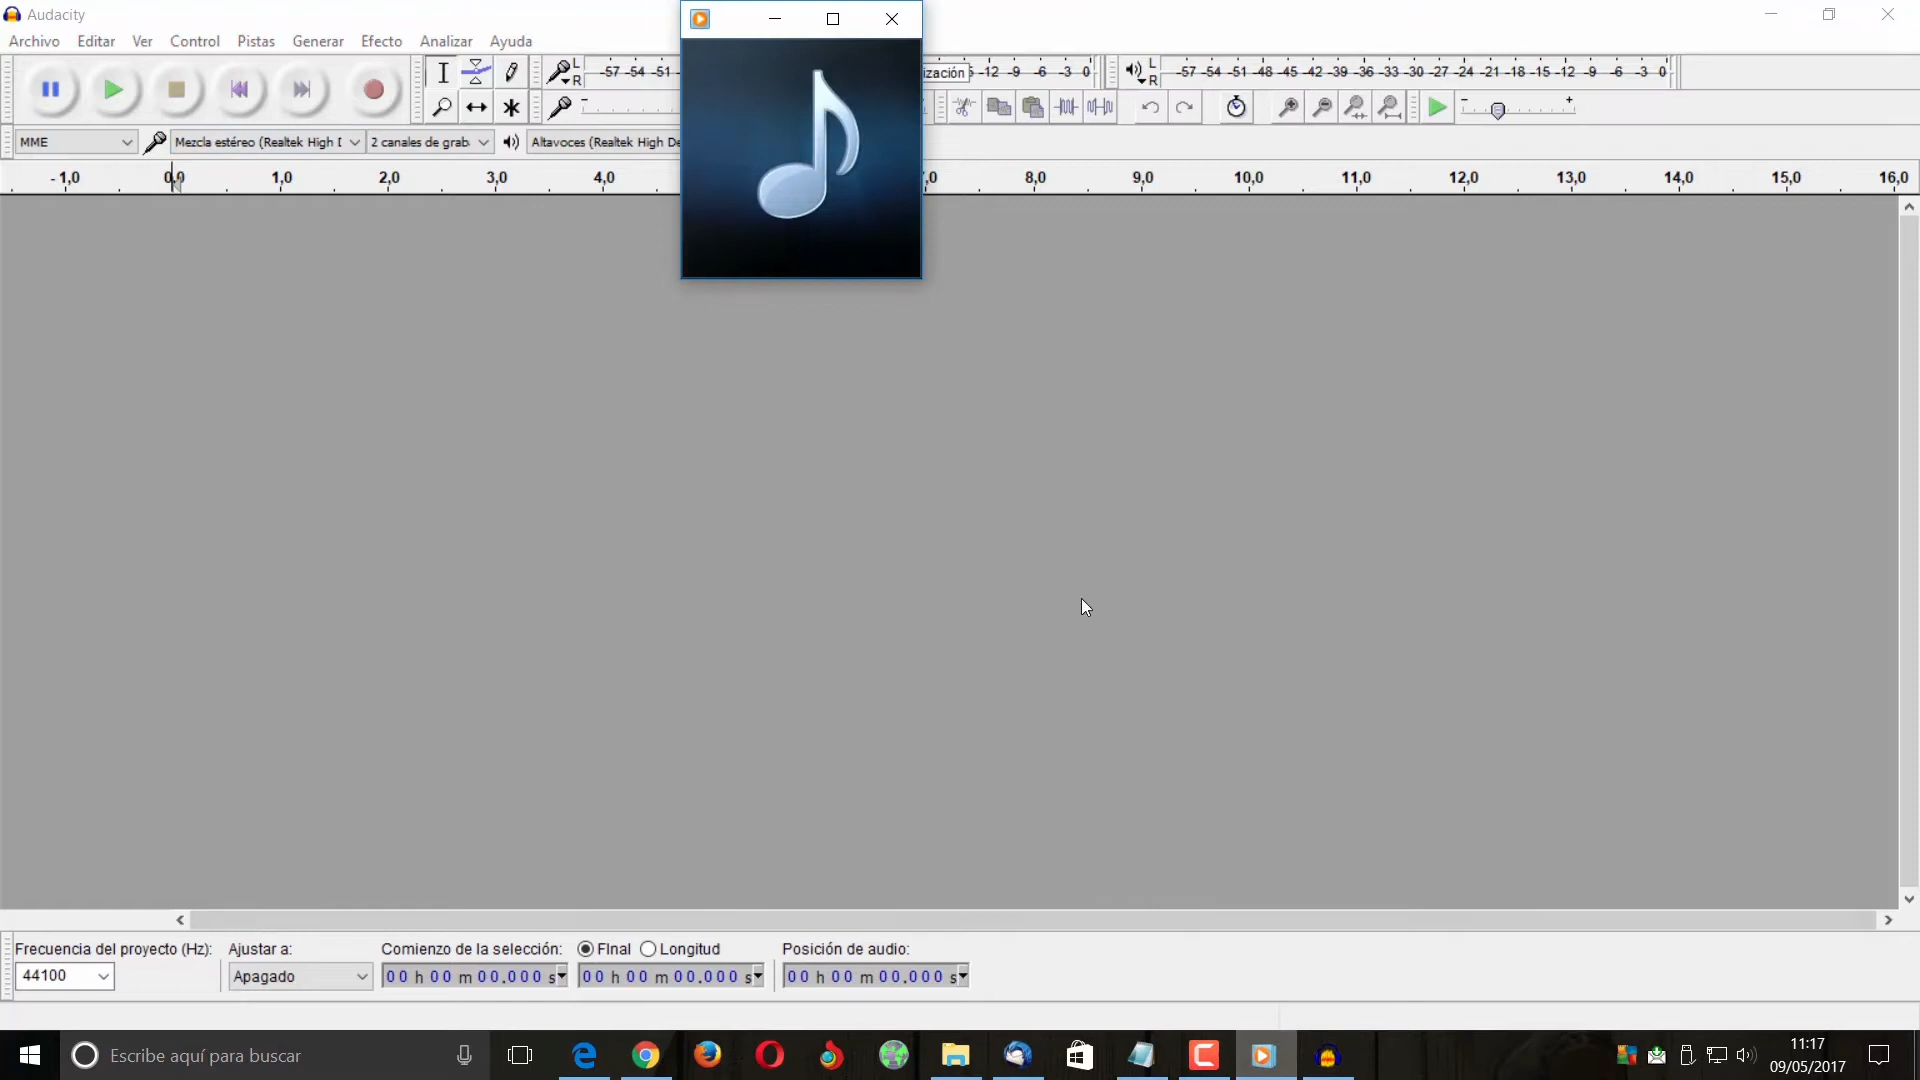 Audacity
Archivo Editar Ver Control Pistas Generar Efecto Analizar Ayuda
L
R
-57 -54 -51
ización
-12 -9 -6 -3 0
L
R
-57 -54 -51 -48 -45 -42 -39 -36 -33 -30 -27 -24 -21 -18 -15 -12 -9 -6 -3 0
MME
Mezcla estéreo (Realtek High D
2 canales de grab
Altavoces (Realtek High De
- 1,0 0,0 1,0 2,0 3,0 4,0 7,0 8,0 9,0 10,0 11,0 12,0 13,0 14,0 15,0 16,0
Frecuencia del proyecto (Hz): Ajustar a: Comienzo de la selección: FInal Longitud Posición de audio:
44100 Apagado 00 h 00 m 00.000 s 00 h 00 m 00.000 s 00 h 00 m 00.000 s
Escribe aquí para buscar
11:17
09/05/2017